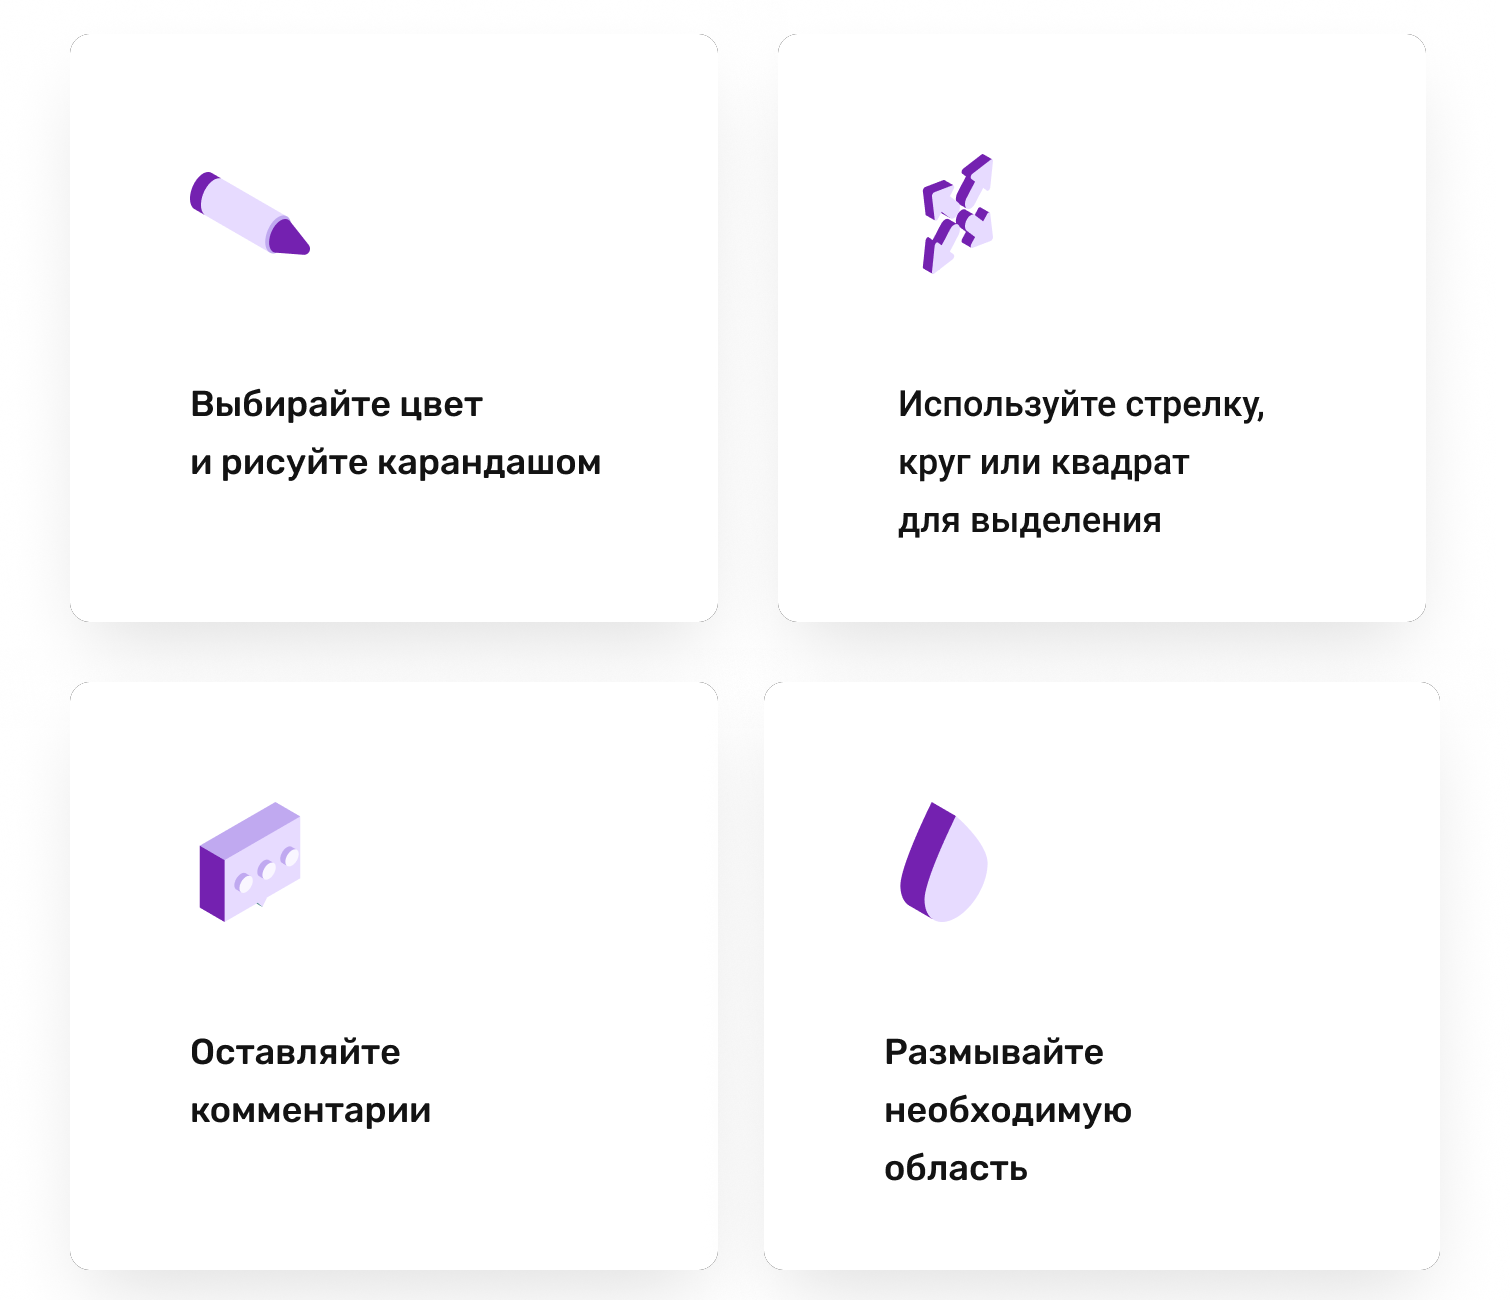 Выбирайте цвет
и рисуйте карандашом
Используйте стрелку,
круг или квадрат
для выделения
Оставляйте
комментарии
Размывайте
необходимую
область